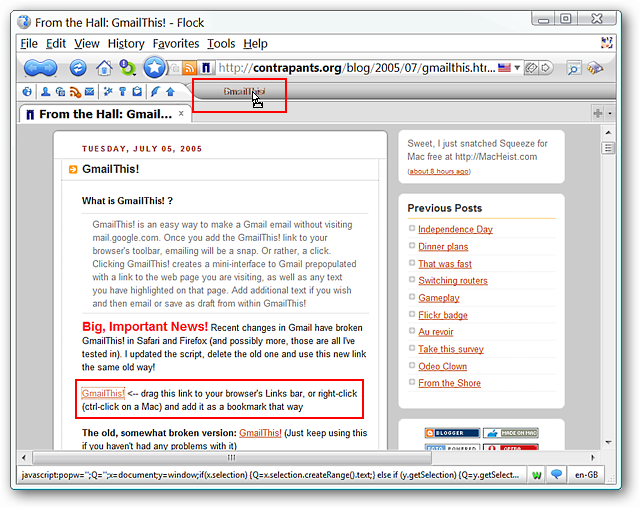 From the Hall: GmailThis! - Flock
File Edit View History Favorites Tools Help
http://contrapants.org/blog/2005/07/gmailthis.ht...
GmailThis!
From the Hall: Gmail...
TUESDAY, JULY 05, 2005
GmailThis!
What is GmailThis! ?
GmailThis! is an easy way to make a Gmail email without visiting
mail.google.com. Once you add the GmailThis! link to your
browser's toolbar, emailing will be a snap. Or rather, a click.
Clicking GmailThis! creates a mini-interface to Gmail prepopulated
with a link to the web page you are visiting, as well as any text
you have highlighted on that page. Add additional text if you wish
and then email or save as draft from within GmailThis!
Big, Important News! Recent changes in Gmail have broken
GmailThis! in Safari and Firefox (and possibly more, those are all I've
tested in). I updated the script, delete the old one and use this new link
the same old way!
GmailThis! <-- drag this link to your browser's Links bar, or right-click
(ctrl-click on a Mac) and add it as a bookmark that way
The old, somewhat broken version: GmailThis! (Just keep using this
if you haven't had any problems with it)
Sweet, I just snatched Squeeze for
Mac free at http://MacHeist.com
(about 8 hours ago)
Previous Posts
Independence Day
Dinner plans
That was fast
Switching routers
Gameplay
Flickr badge
Au revoir
Take this survey
Odeo Clown
From the Shore
BLOGGER MADE ON MAC
javascript:popw='';Q='';x=document;y=window;if(x.selection) {Q=x.selection.createRange().text;} else if (y.getSelection) {Q=y.getSelect...
en-GB